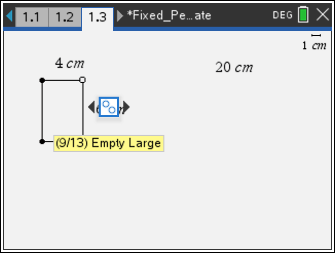 1.1 1.2 1.3 *Fixed_Pe...ate DEG
1 cm
4 cm
20 cm
(9/13) Empty Large